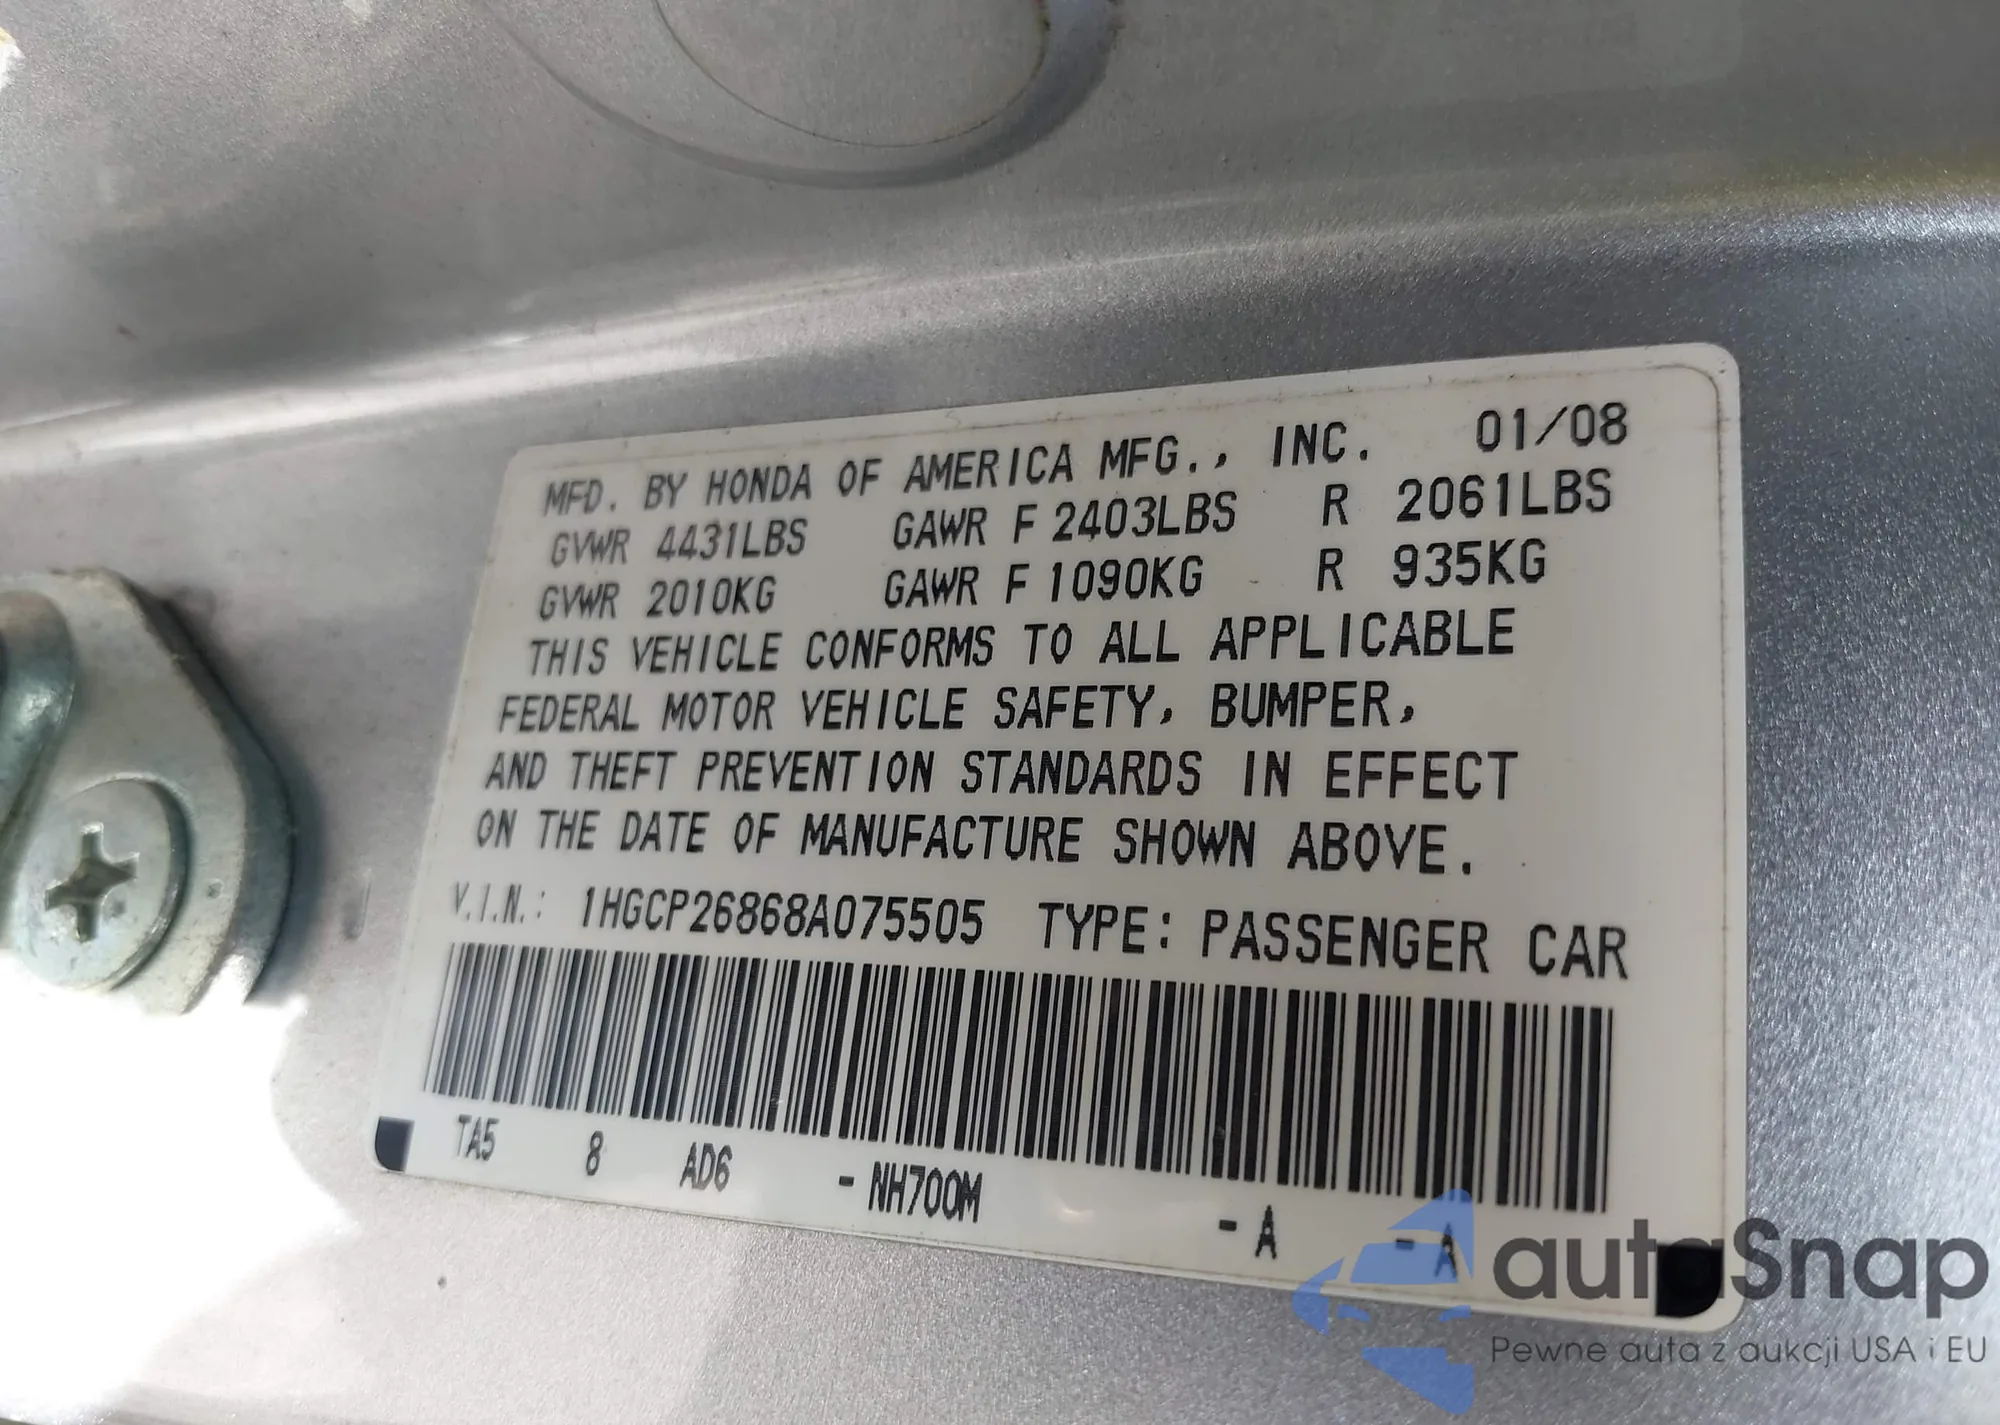 MFD. BY HONDA OF AMERICA MFG., INC. 01/08
GVWR 4431LBS GAWR F 2403LBS R 2061LBS
GVWR 2010KG GAWR F 1090KG R 935KG
THIS VEHICLE CONFORMS TO ALL APPLICABLE
FEDERAL MOTOR VEHICLE SAFETY, BUMPER,
AND THEFT PREVENTION STANDARDS IN EFFECT
ON THE DATE OF MANUFACTURE SHOWN ABOVE.
V.I.N.: 1HGCP26868A075505 TYPE: PASSENGER CAR
TA5 8 AD6 -NH700M -A -A
autaSnap
Pewne auta z aukcji USA i EU